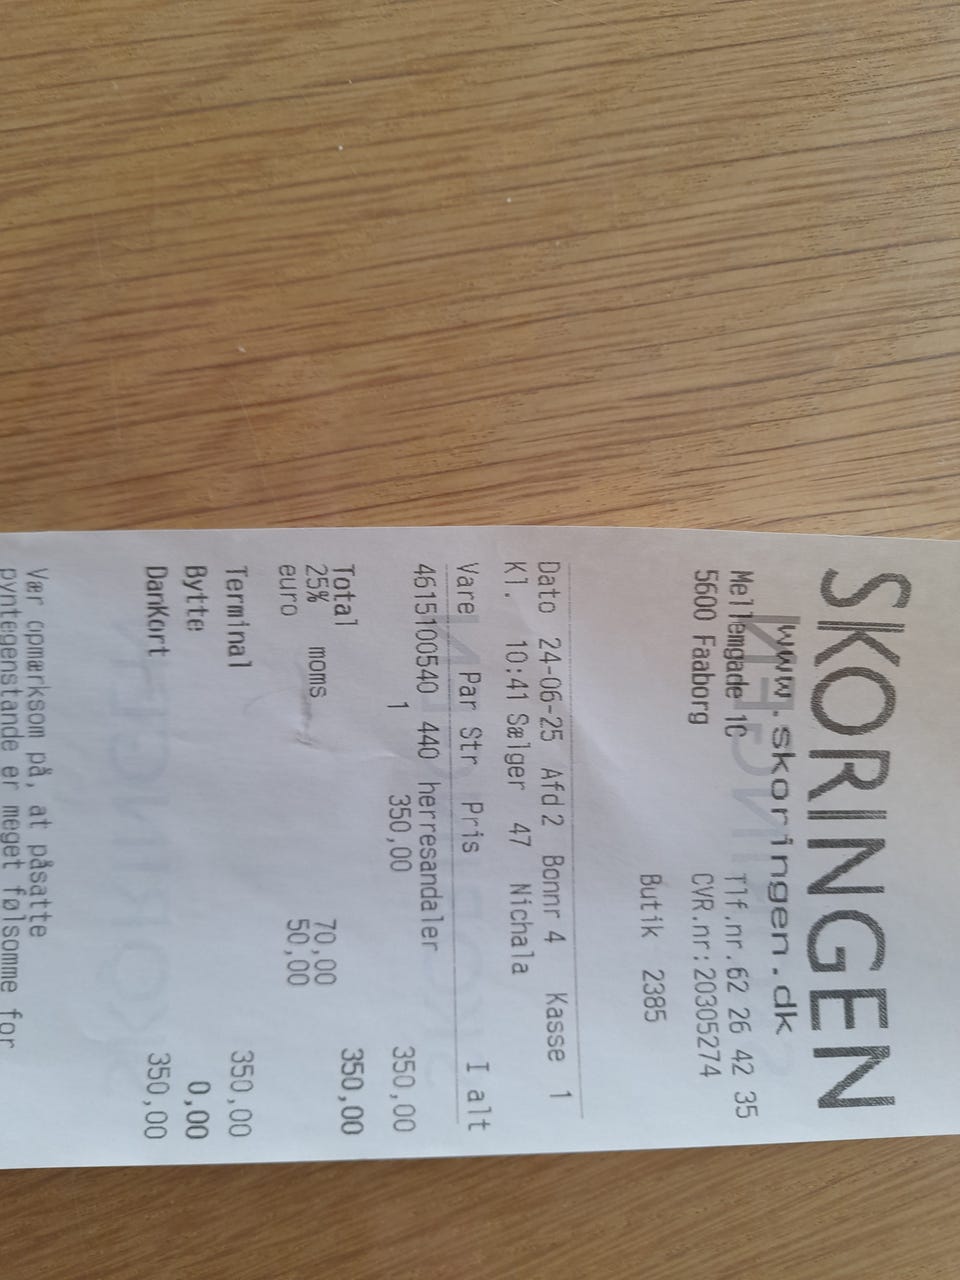 SKORINGEN
www.skoringen.dk
Mellemgade 1C Tlf.nr.62 26 42 35
5600 Faaborg CVR.nr:20305274
Butik 2385
Dato 24-06-25 Afd2 Bonnr 4 Kasse 1
Kl. 10:41 Sælger 47 Nichala
Vare Par Str Pris I alt
4615100540 440 herresandaler
1 350,00 350,00
Total 350,00
25% moms 70,00
euro 50,00
Terminal 350,00
Bytte 0,00
DanKort 350,00
Vær opmærksom på, at påsatte
pyntegenstande er meget følsomme for